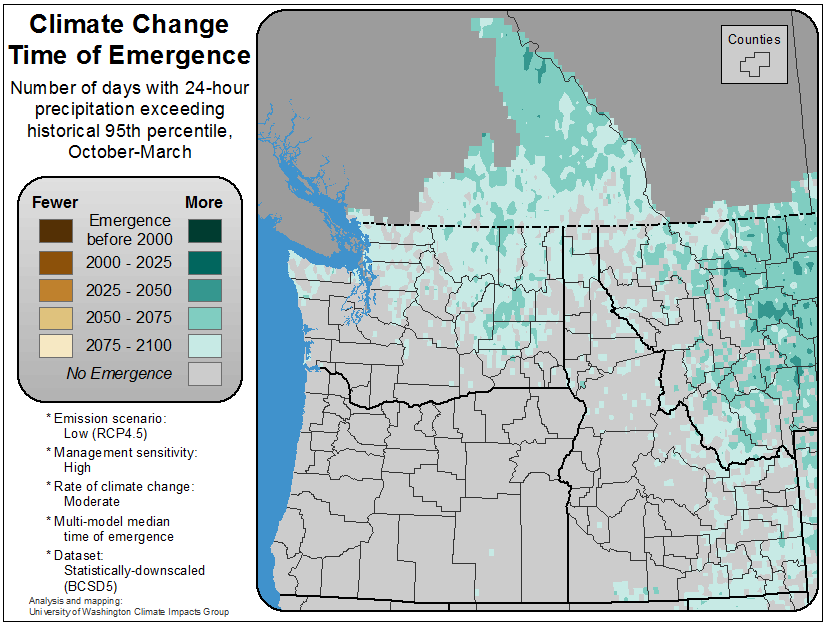 Climate Change
Time of Emergence
Number of days with 24-hour
precipitation exceeding
historical 95th percentile,
October-March
Fewer More
Emergence
before 2000
2000 - 2025
2025 - 2050
2050 - 2075
2075 - 2100
No Emergence
* Emission scenario:
Low (RCP4.5)
* Management sensitivity:
High
* Rate of climate change:
Moderate
* Multi-model median
time of emergence
* Dataset:
Statistically-downscaled
(BCSD5)
Analysis and mapping:
University of Washington Climate Impacts Group
Counties